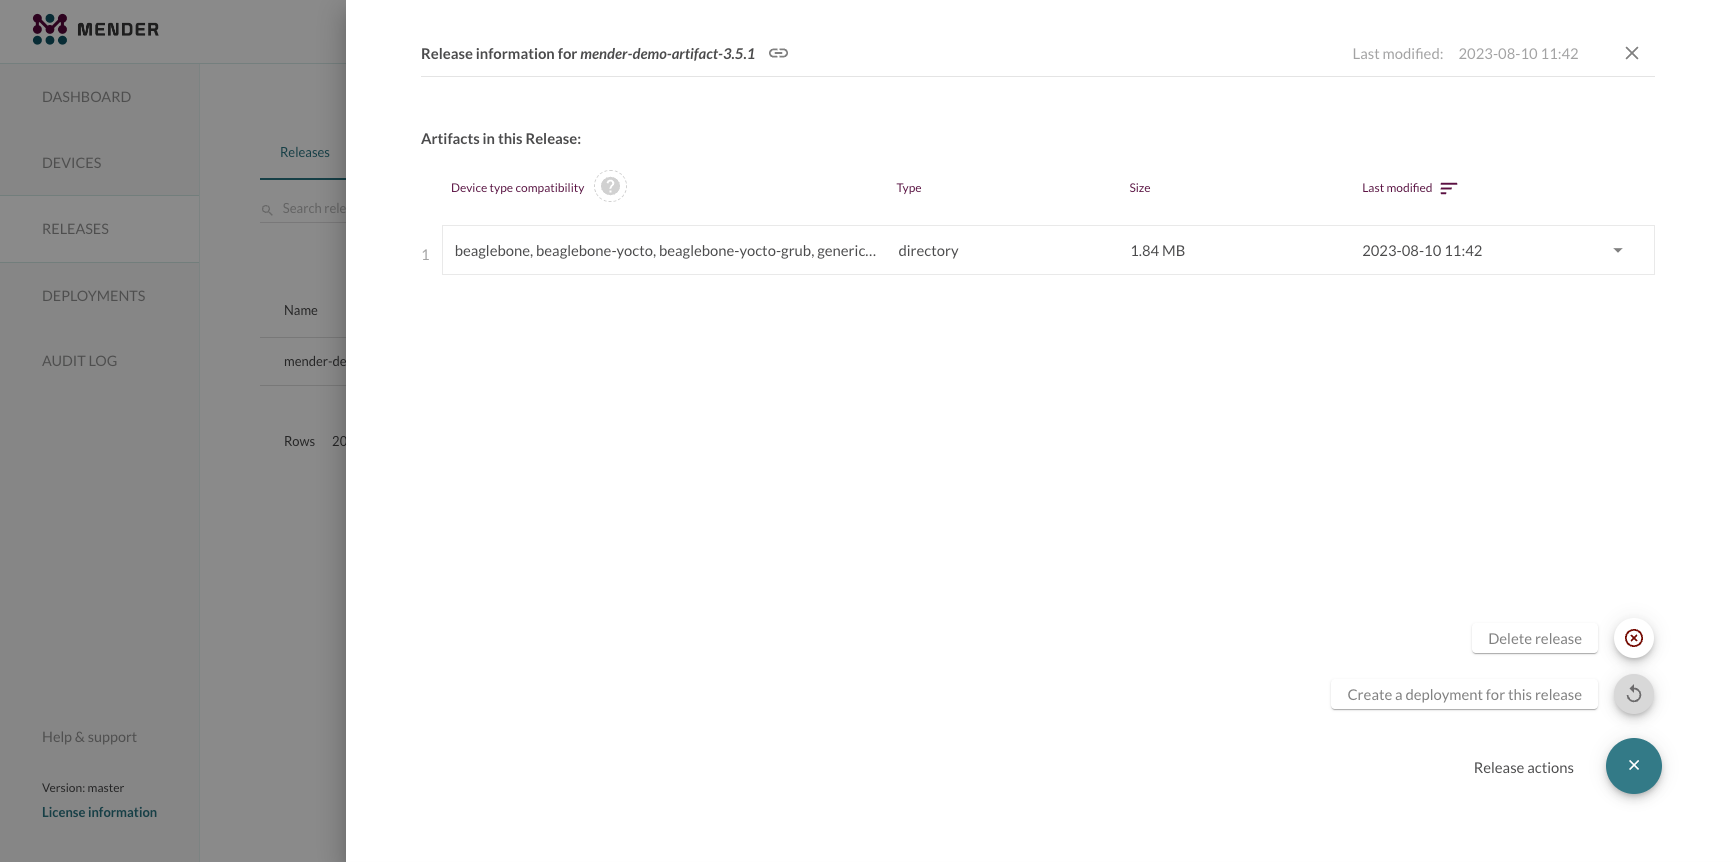 MENDER
DASHBOARD
DEVICES
RELEASES
DEPLOYMENTS
AUDIT LOG
Help & support
Version: master
License information
Releases
Search rele
Name
mender-de
Rows 20
Release information for mender-demo-artifact-3.5.1
Last modified: 2023-08-10 11:42
Artifacts in this Release:
Device type compatibility ? Type Size Last modified
1 beaglebone, beaglebone-yocto, beaglebone-yocto-grub, generic... directory 1.84 MB 2023-08-10 11:42
Delete release
Create a deployment for this release
Release actions